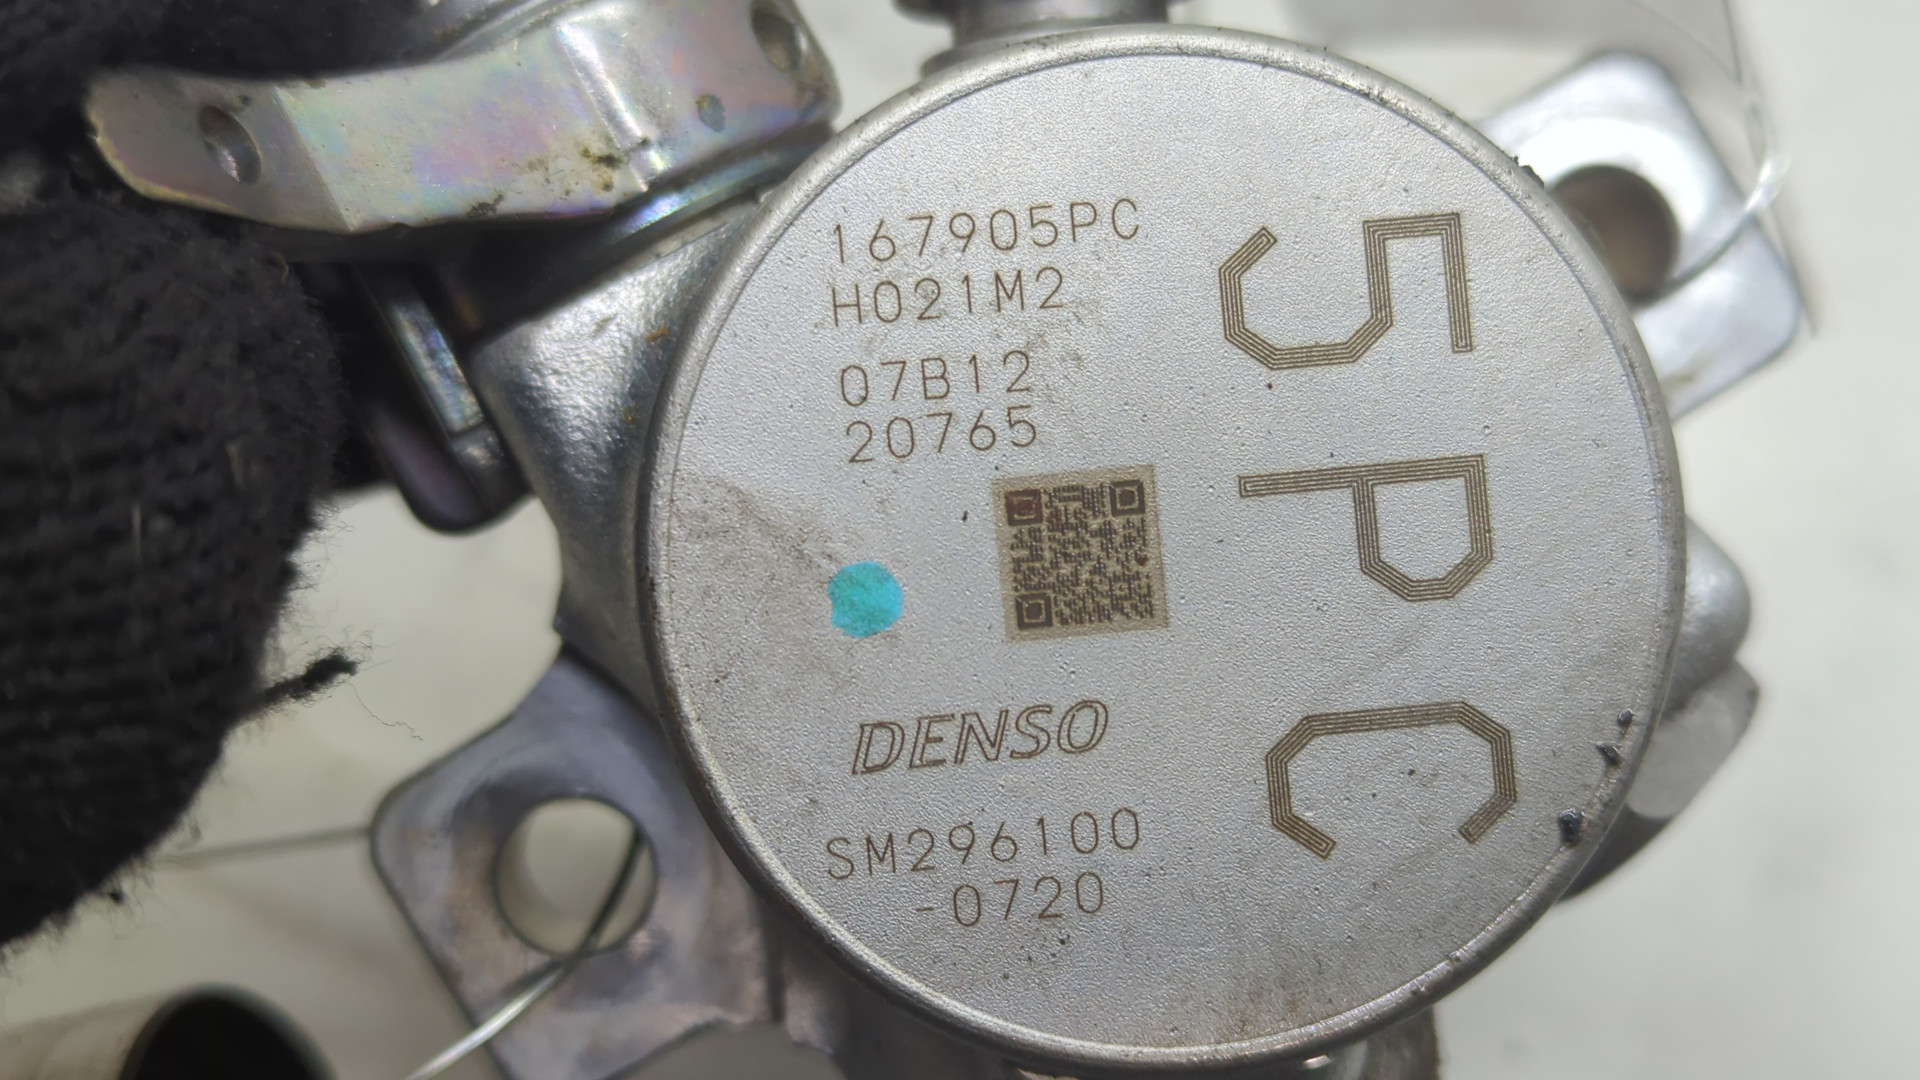 167905PC
H021M2
07B12
20765
DENSO
SM296100
-0720
5PC